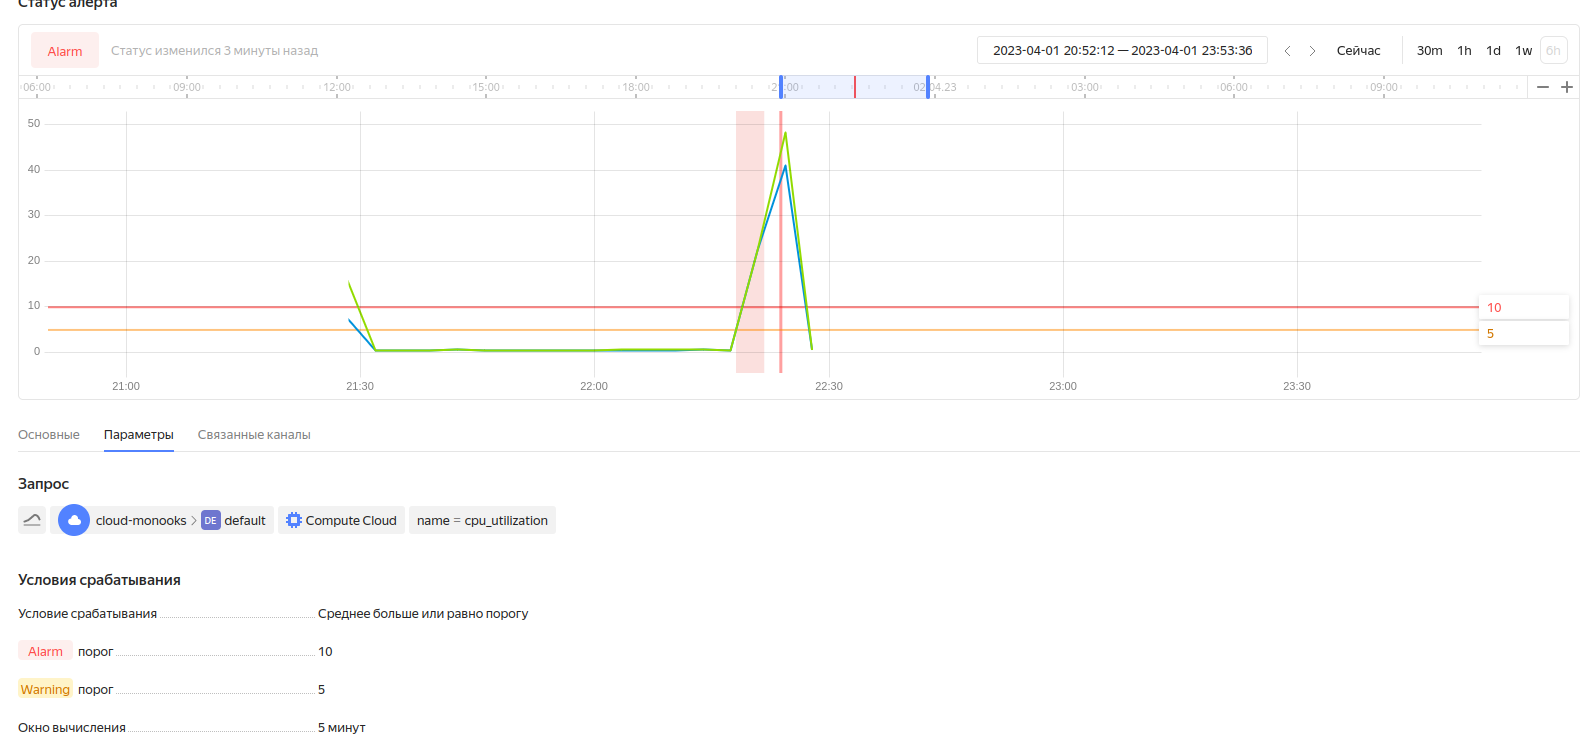 Статус алерта
Alarm Статус изменился 3 минуты назад 2023-04-01 20:52:12 — 2023-04-01 23:53:36 Сейчас 30m 1h 1d 1w 6h
06:00 09:00 12:00 15:00 18:00 21:00 02.04.23 03:00 06:00 09:00
50
40
30
20
10 10
5
0
21:00 21:30 22:00 22:30 23:00 23:30
Основные Параметры Связанные каналы
Запрос
cloud-monooks > DE default Compute Cloud name = cpu_utilization
Условия срабатывания
Условие срабатывания Среднее больше или равно порогу
Alarm порог 10
Warning порог 5
Окно вычисления 5 минут